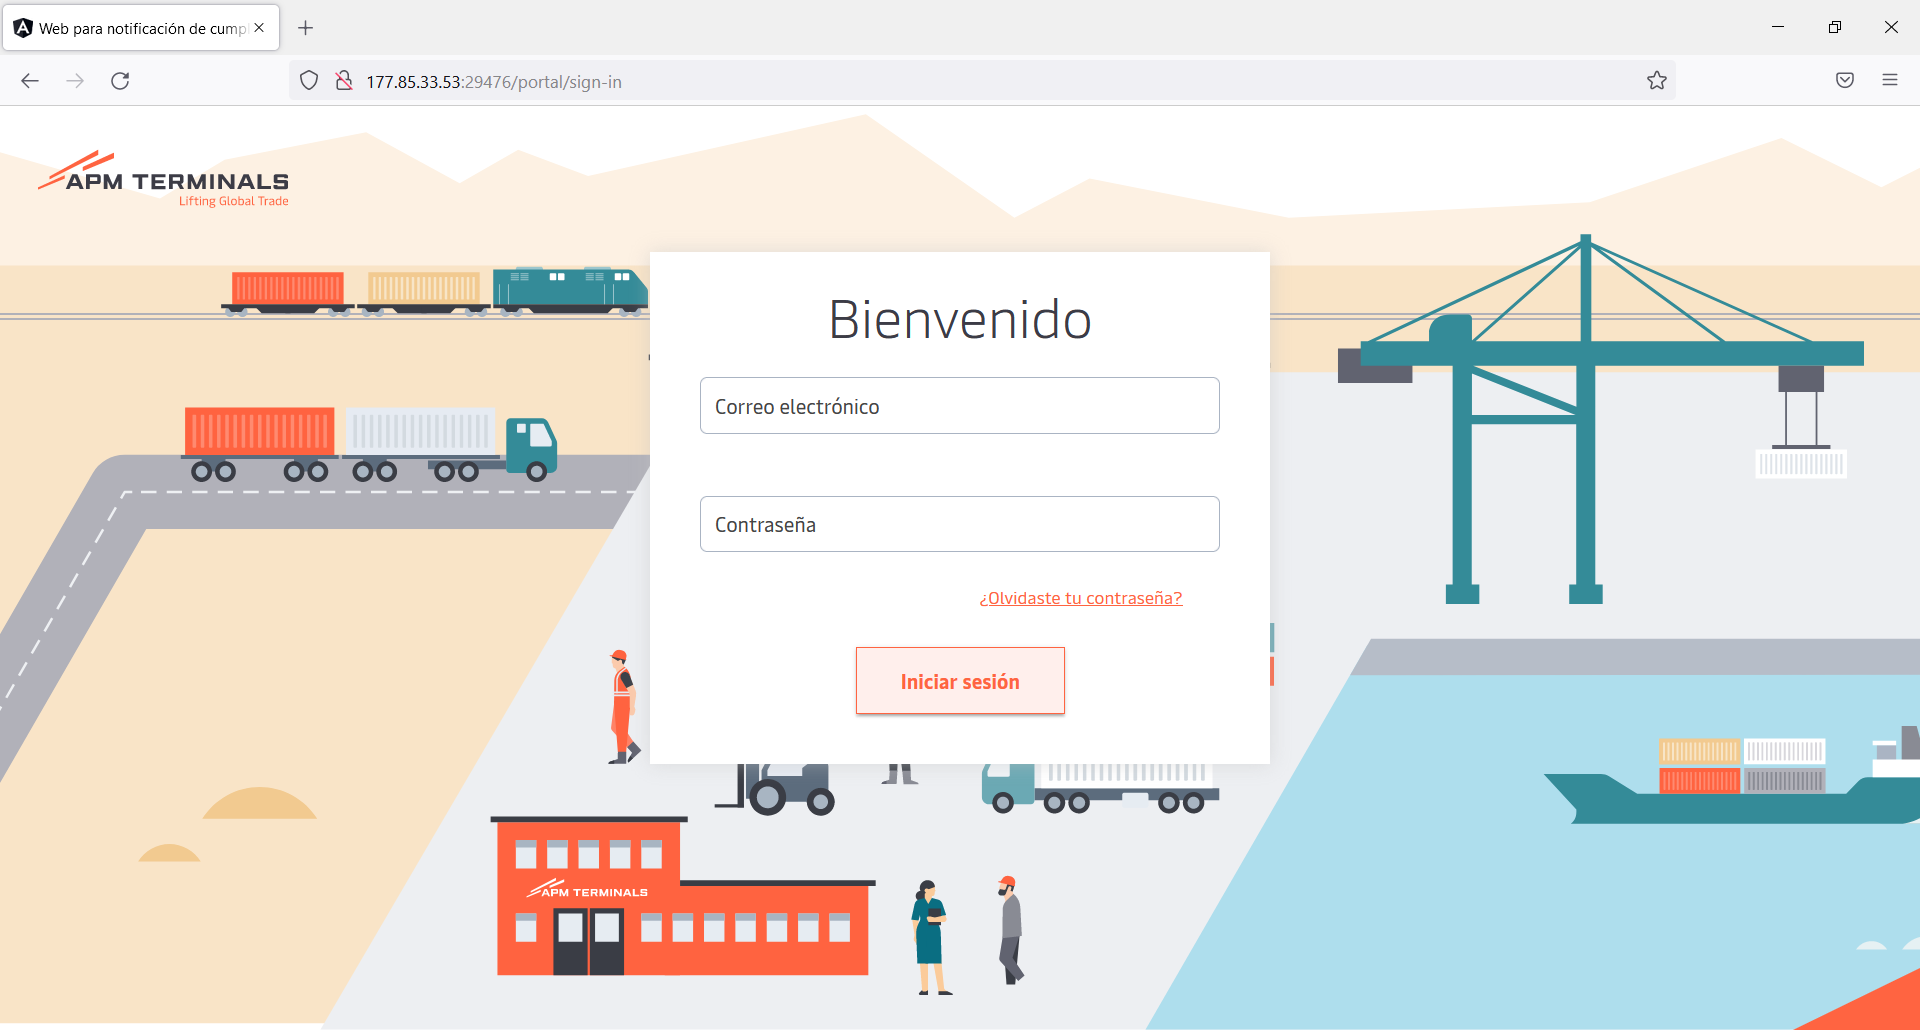 Web para notificación de cump
177.85.33.53:29476/portal/sign-in
APM TERMINALS
Lifting Global Trade
Bienvenido
Correo electrónico
Contraseña
¿Olvidaste tu contraseña?
Iniciar sesión
APM TERMINALS